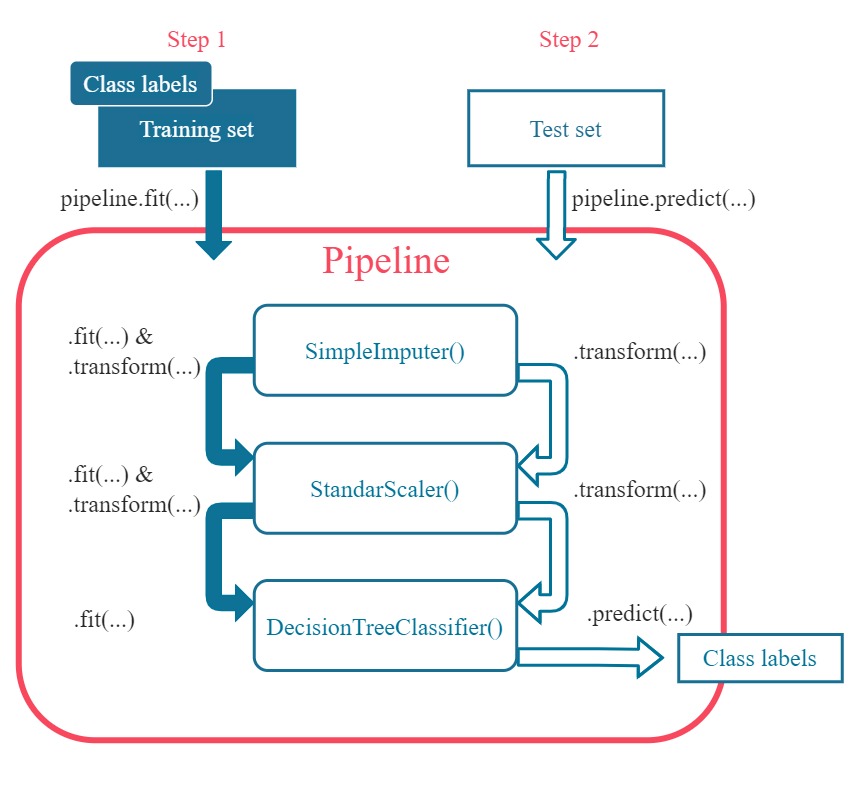 Step 1
Step 2
Class labels
Training set
Test set
pipeline.fit(...)
pipeline.predict(...)
Pipeline
.fit(...) &
.transform(...)
SimpleImputer()
.transform(...)
.fit(...) &
.transform(...)
StandarScaler()
.transform(...)
.fit(...)
DecisionTreeClassifier()
.predict(...)
Class labels